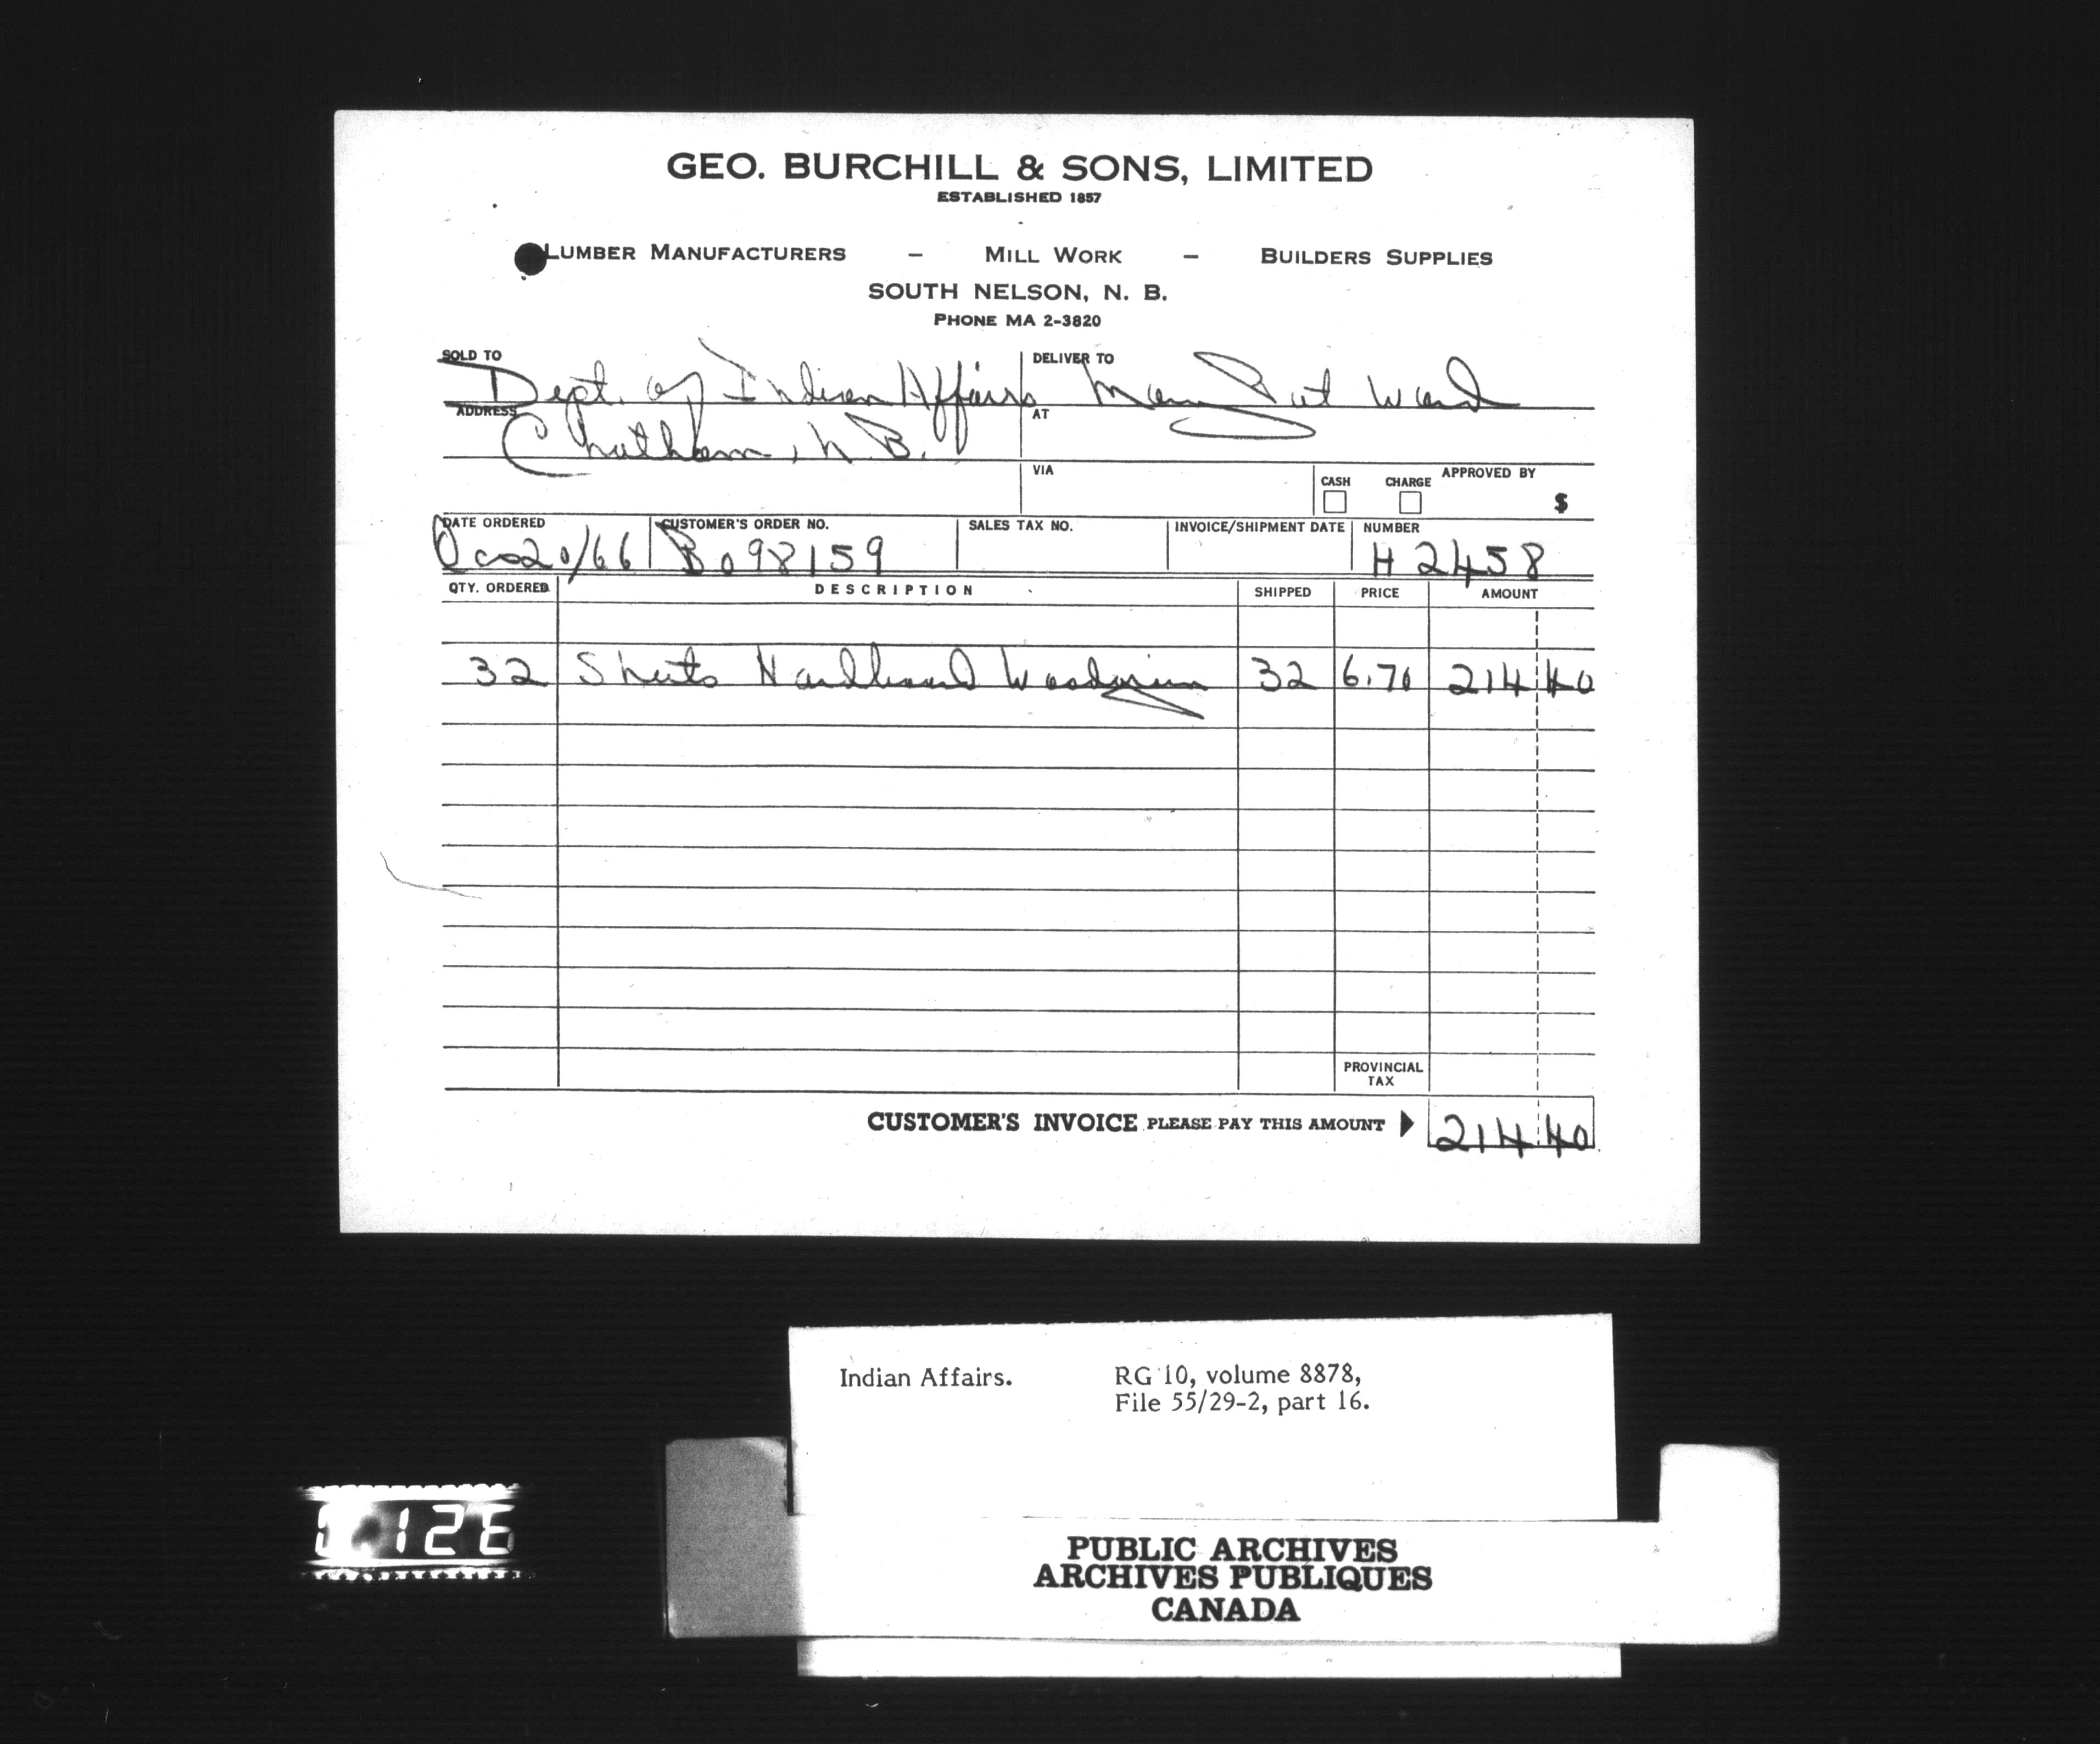 GEO. BURCHILL & SONS, LIMITED
ESTABLISHED 1857
LUMBER MANUFACTURERS - MILL WORK - BUILDERS SUPPLIES
SOUTH NELSON, N. B.
PHONE MA 2-3820
SOLD TO Dept. of Indian Affairs DELIVER TO
ADDRESS Chatham, N.B. AT
VIA CASH CHARGE APPROVED BY $
DATE ORDERED CUSTOMER'S ORDER NO. SALES TAX NO. INVOICE/SHIPMENT DATE NUMBER
20/66 B098159 H 2458
QTY. ORDERED DESCRIPTION SHIPPED PRICE AMOUNT
32 Sheets Hardboard 32 6.70 214 40
PROVINCIAL TAX
CUSTOMER'S INVOICE PLEASE PAY THIS AMOUNT 214 40
Indian Affairs. RG 10, volume 8878,
File 55/29-2, part 16.
PUBLIC ARCHIVES
ARCHIVES PUBLIQUES
CANADA